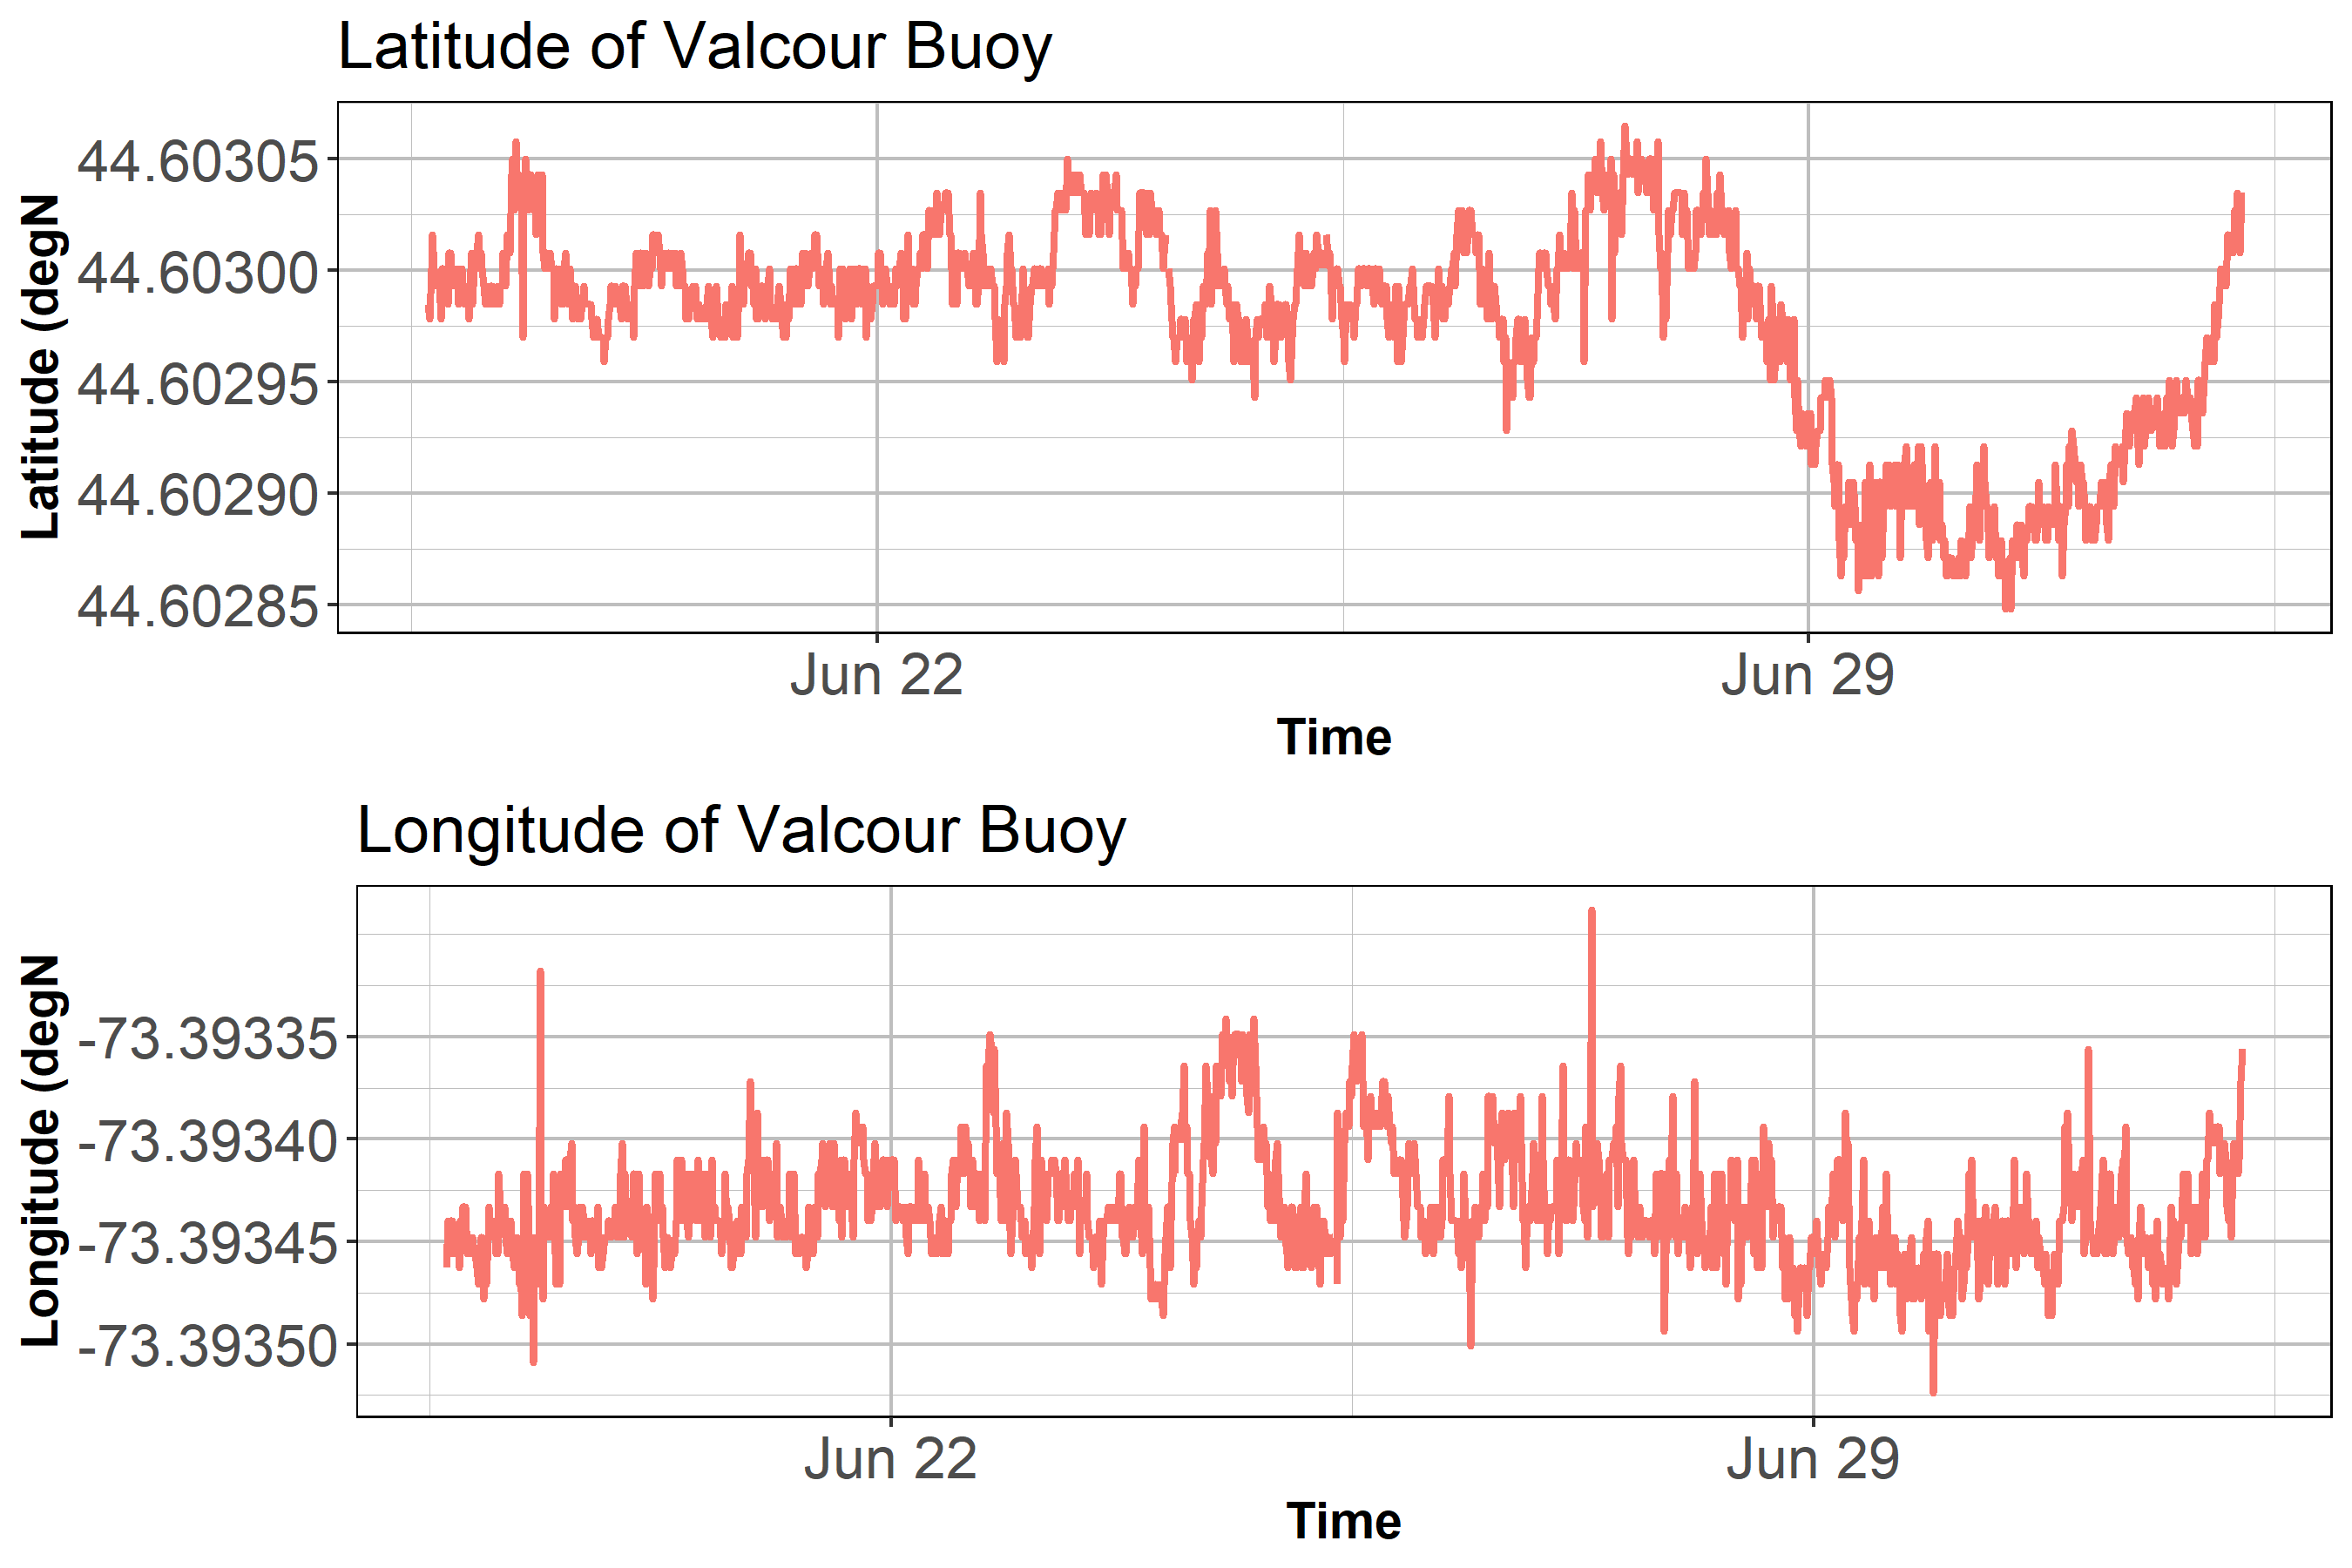 Latitude of Valcour Buoy
Latitude (degN
44.60305
44.60300
44.60295
44.60290
44.60285
Jun 22
Jun 29
Time
Longitude of Valcour Buoy
Longitude (degN
-73.39335
-73.39340
-73.39345
-73.39350
Jun 22
Jun 29
Time